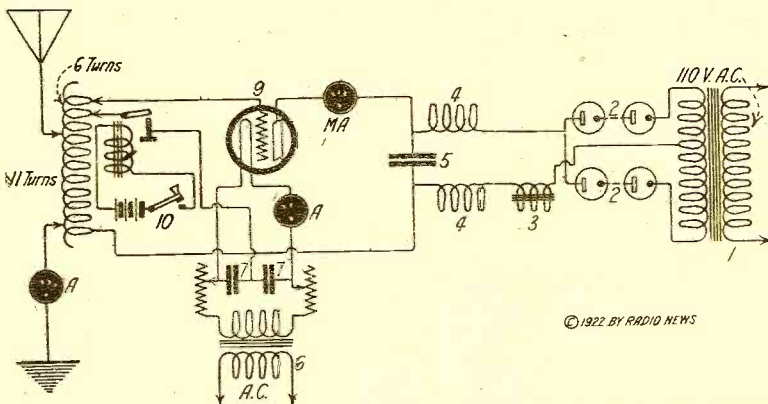 6 Turns
9
MA
4
2
110 V. A.C.
5
11 Turns
10
A
4
3
2
1
A
7
7
6
A.C.
© 1922 BY RADIO NEWS